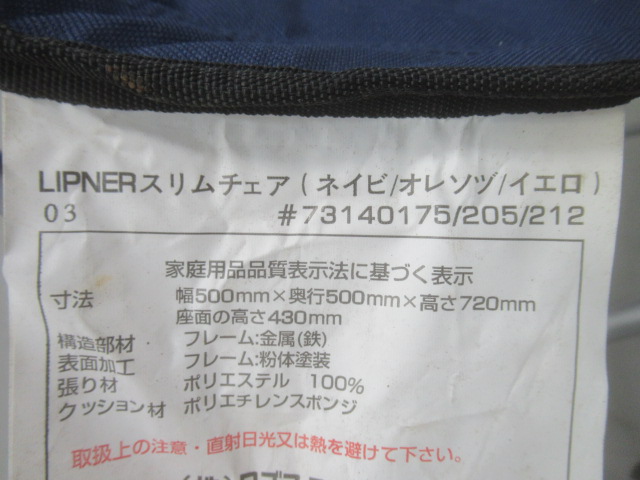 LIPNERスリムチェア(ネイビ/オレソヅ/イエロ)
03 #73140175/205/212
家庭用品品質表示法に基づく表示
寸法 幅500mm×奥行500mm×高さ720mm
座面の高さ430mm
構造部材 フレーム:金属(鉄)
表面加工 フレーム:粉体塗装
張り材 ポリエステル 100%
クッション材 ポリエチレンスポンジ
取扱上の注意・直射日光又は熱を避けて下さい。